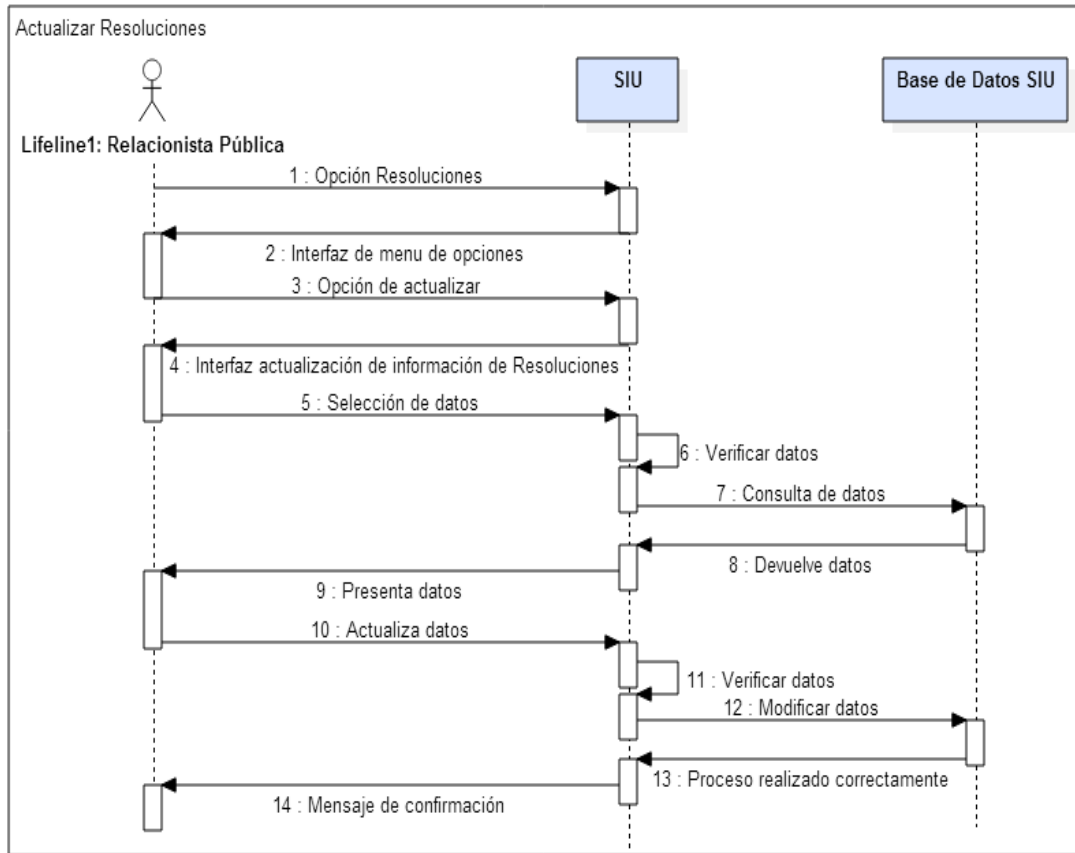 Actualizar Resoluciones
SIU
Base de Datos SIU
Lifeline1: Relacionista Pública
1 : Opción Resoluciones
2 : Interfaz de menu de opciones
3 : Opción de actualizar
4 : Interfaz actualización de información de Resoluciones
5 : Selección de datos
6 : Verificar datos
7 : Consulta de datos
8 : Devuelve datos
9 : Presenta datos
10 : Actualiza datos
11 : Verificar datos
12 : Modificar datos
13 : Proceso realizado correctamente
14 : Mensaje de confirmación